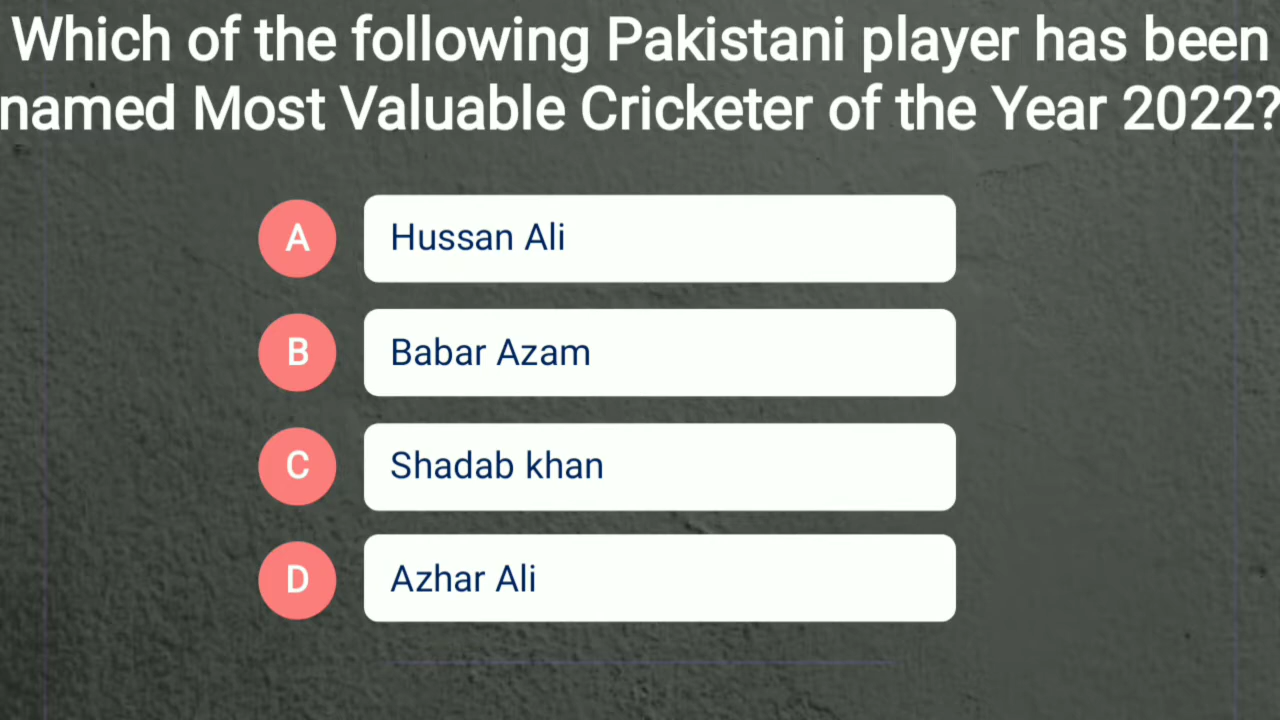 Which of the following Pakistani player has been
named Most Valuable Cricketer of the Year 2022?
A Hussan Ali
B Babar Azam
C Shadab khan
D Azhar Ali